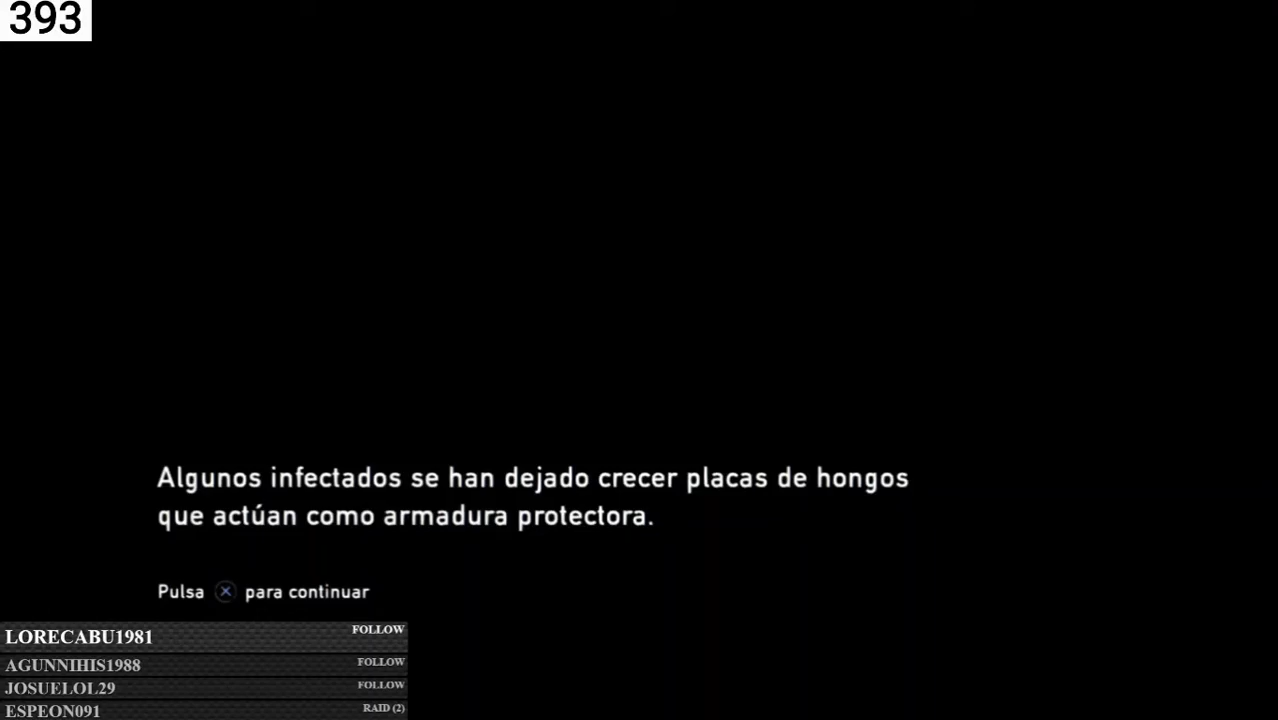 393
Algunos infectados se han dejado crecer placas de hongos
que actúan como armadura protectora.
Pulsa para continuar
LORECABU1981 FOLLOW
AGUNNIHIS1988 FOLLOW
JOSUELOL29 FOLLOW
ESPEON091 RAID (2)